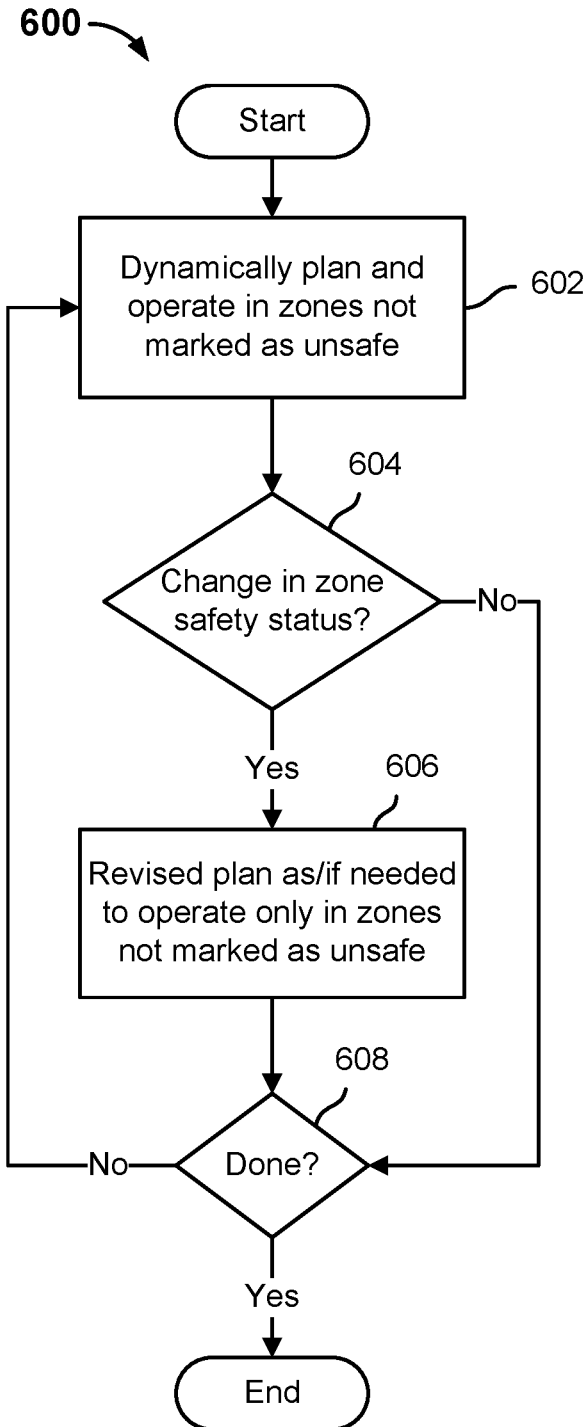 600
Start
Dynamically plan and
operate in zones not
marked as unsafe
602
604
Change in zone
safety status?
No
Yes
606
Revised plan as/if needed
to operate only in zones
not marked as unsafe
608
Done?
No
Yes
End